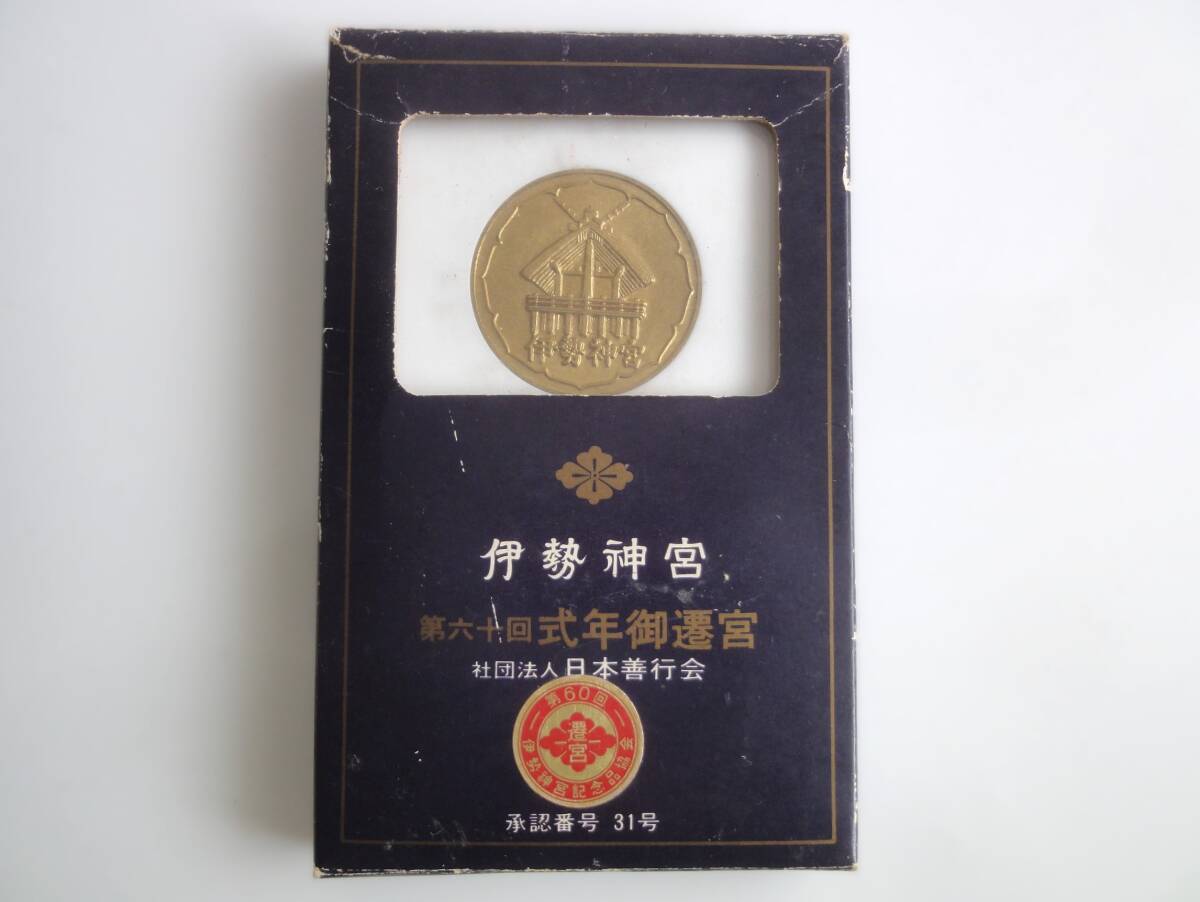 伊勢神宮
伊勢神宮
第六十回 式年御遷宮
社団法人 日本善行会
第60回
遷宮
伊勢神宮記念品協会
承認番号 31号